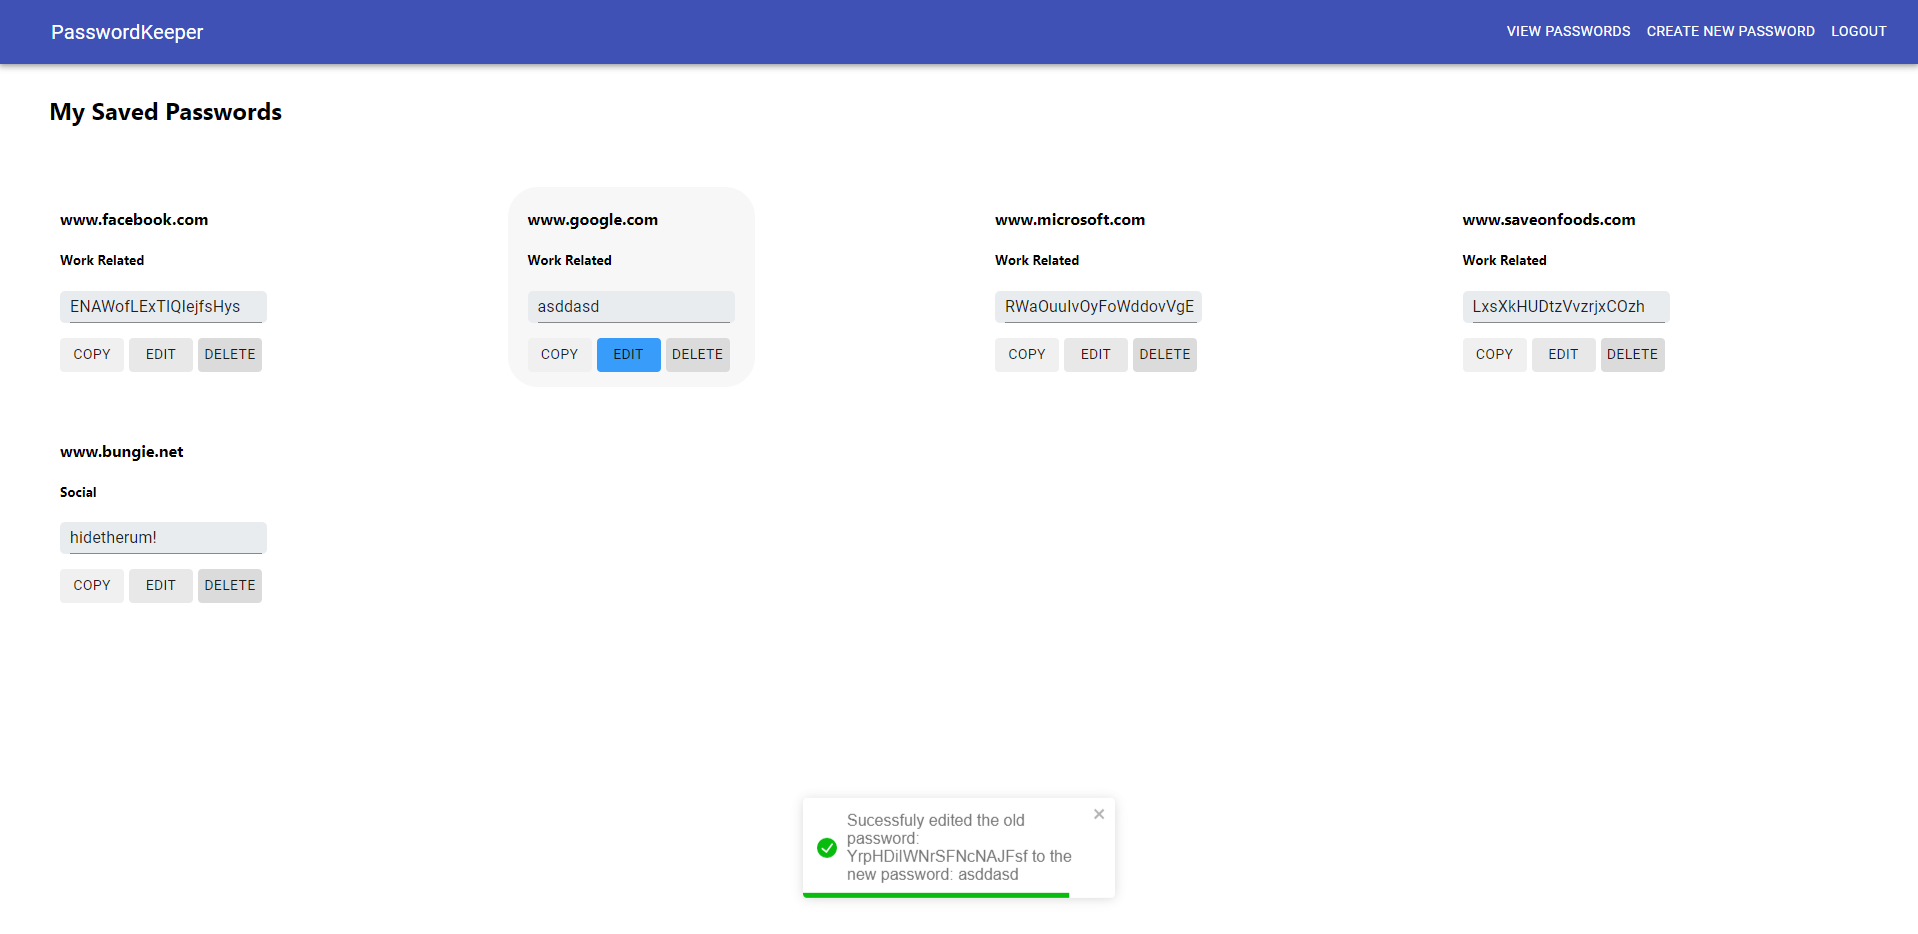 PasswordKeeper
VIEW PASSWORDS CREATE NEW PASSWORD LOGOUT
My Saved Passwords
www.facebook.com
Work Related
ENAWofLExTIQIejfsHys
COPY EDIT DELETE
www.google.com
Work Related
asddasd
COPY EDIT DELETE
www.microsoft.com
Work Related
RWaOuuIvOyFoWddovVgE
COPY EDIT DELETE
www.saveonfoods.com
Work Related
LxsXkHUDtzVvzrjxCOzh
COPY EDIT DELETE
www.bungie.net
Social
hidetherum!
COPY EDIT DELETE
Sucessfuly edited the old
password:
YrpHDilWNrSFNcNAJFsf to the
new password: asddasd